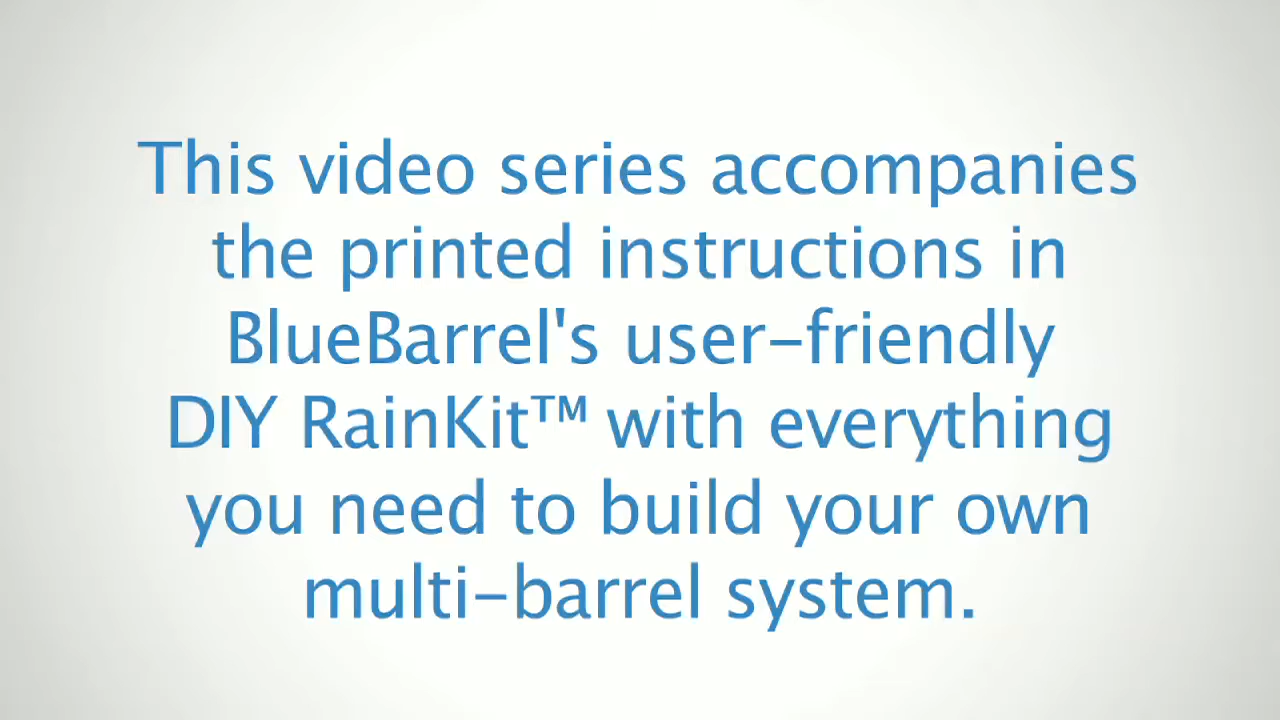 This video series accompanies
the printed instructions in
BlueBarrel's user-friendly
DIY RainKit™ with everything
you need to build your own
multi-barrel system.